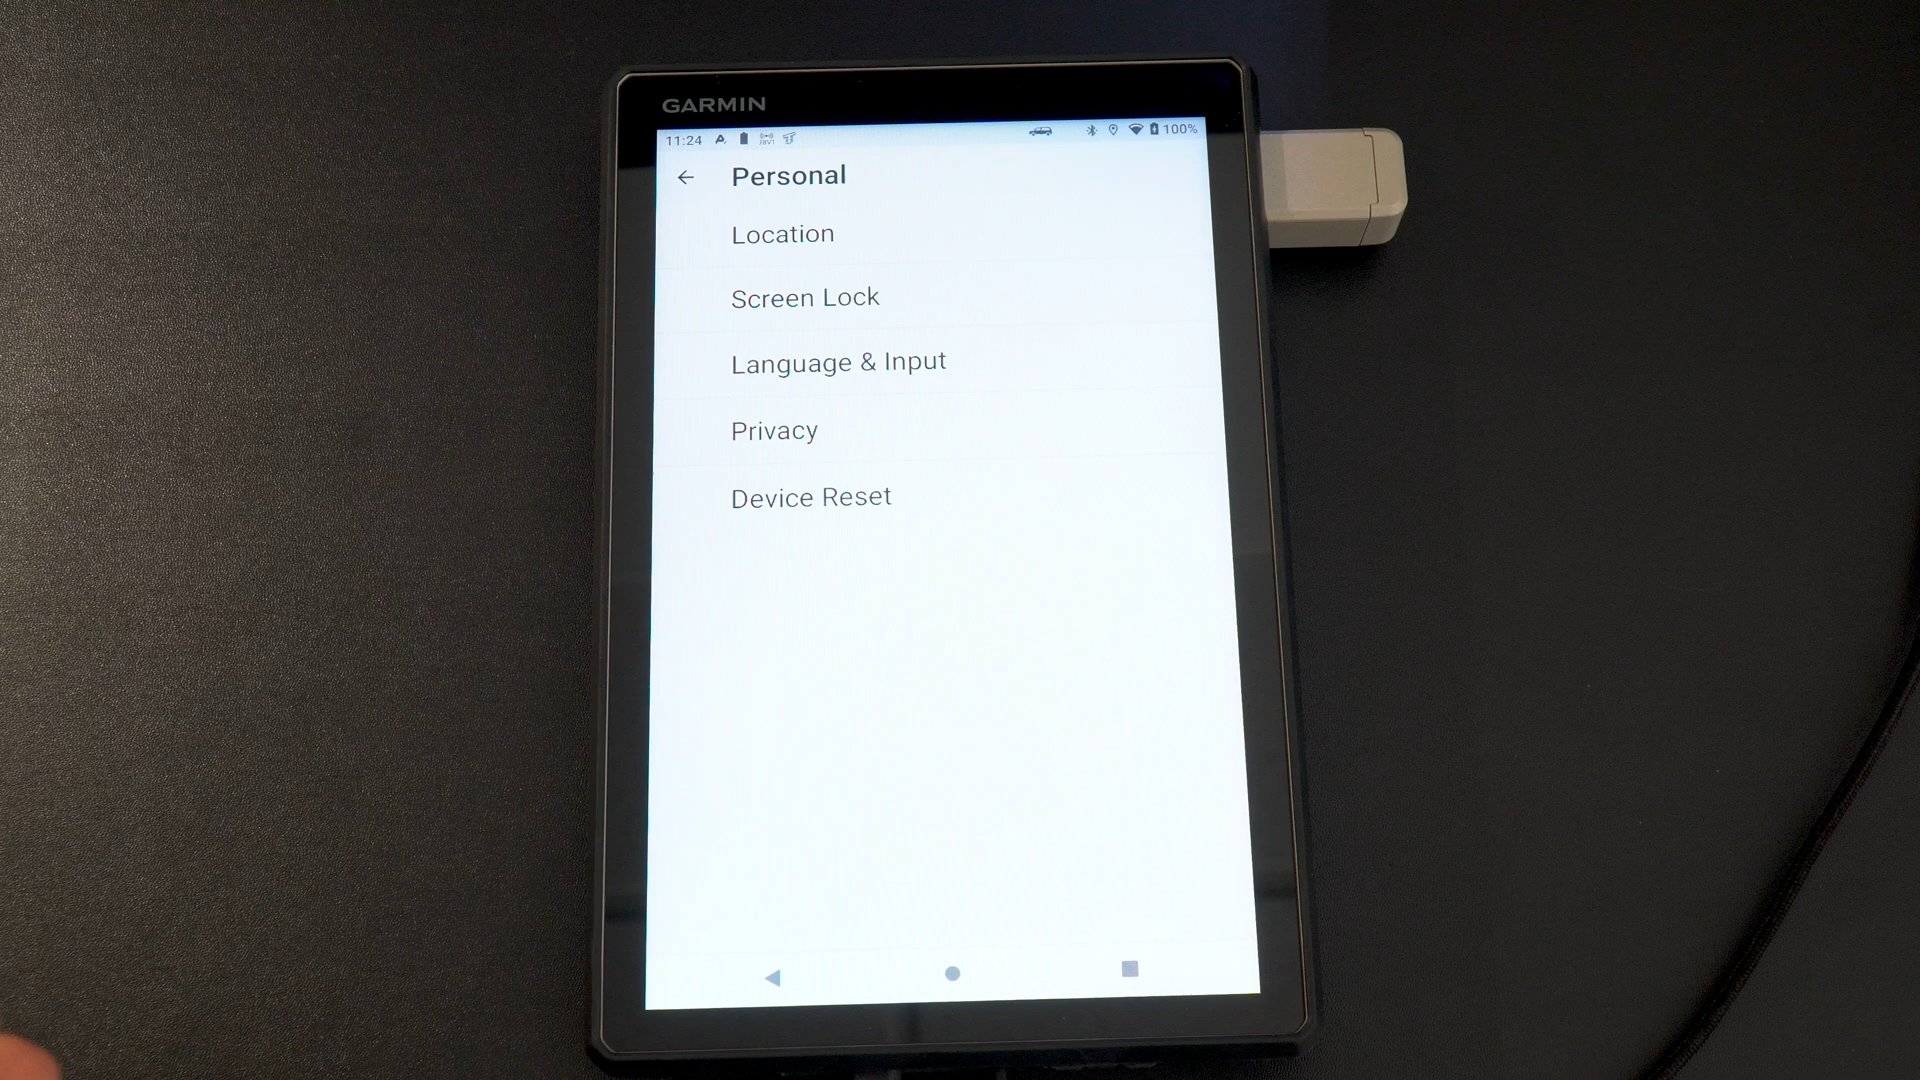 GARMIN
11:24 100%
Personal
Location
Screen Lock
Language & Input
Privacy
Device Reset